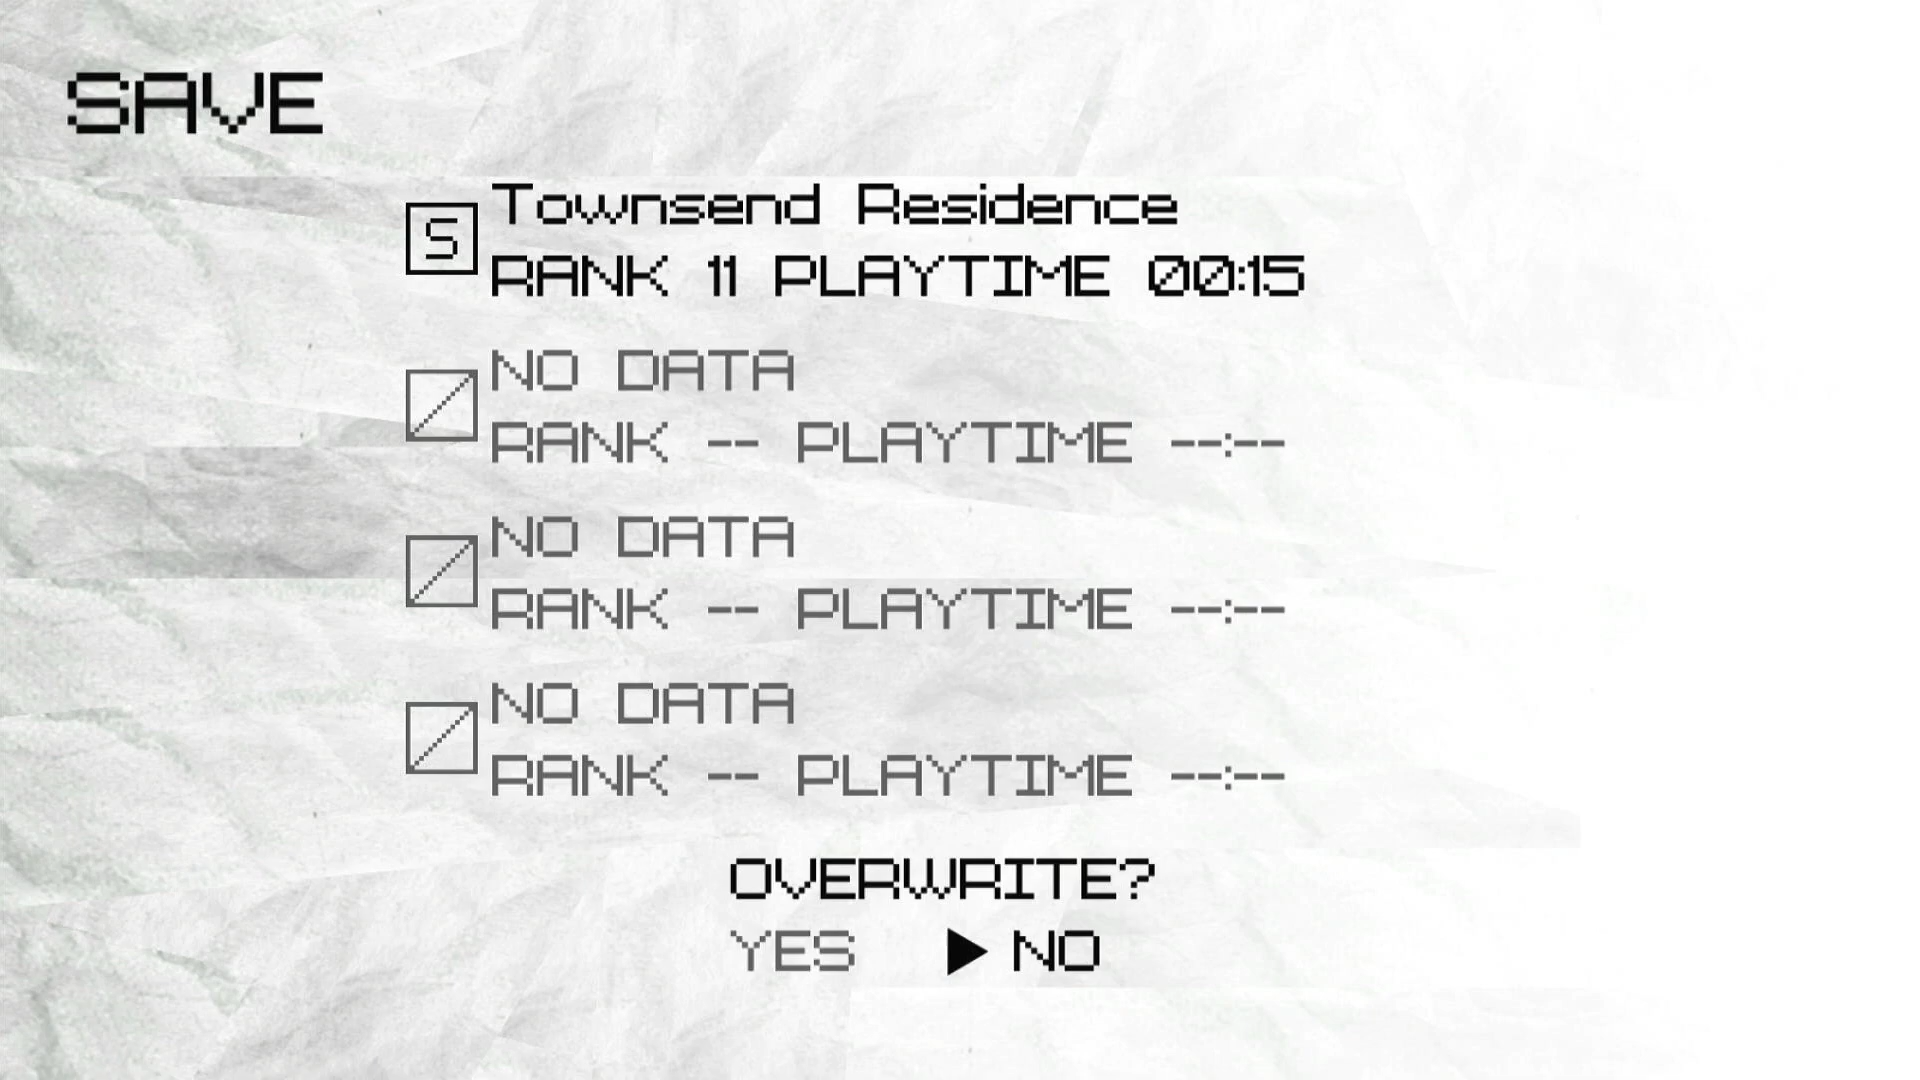 SAVE
S
Townsend Residence
RANK 11 PLAYTIME 00:15
NO DATA
RANK -- PLAYTIME --:--
NO DATA
RANK -- PLAYTIME --:--
NO DATA
RANK -- PLAYTIME --:--
OVERWRITE?
YES ▶ NO